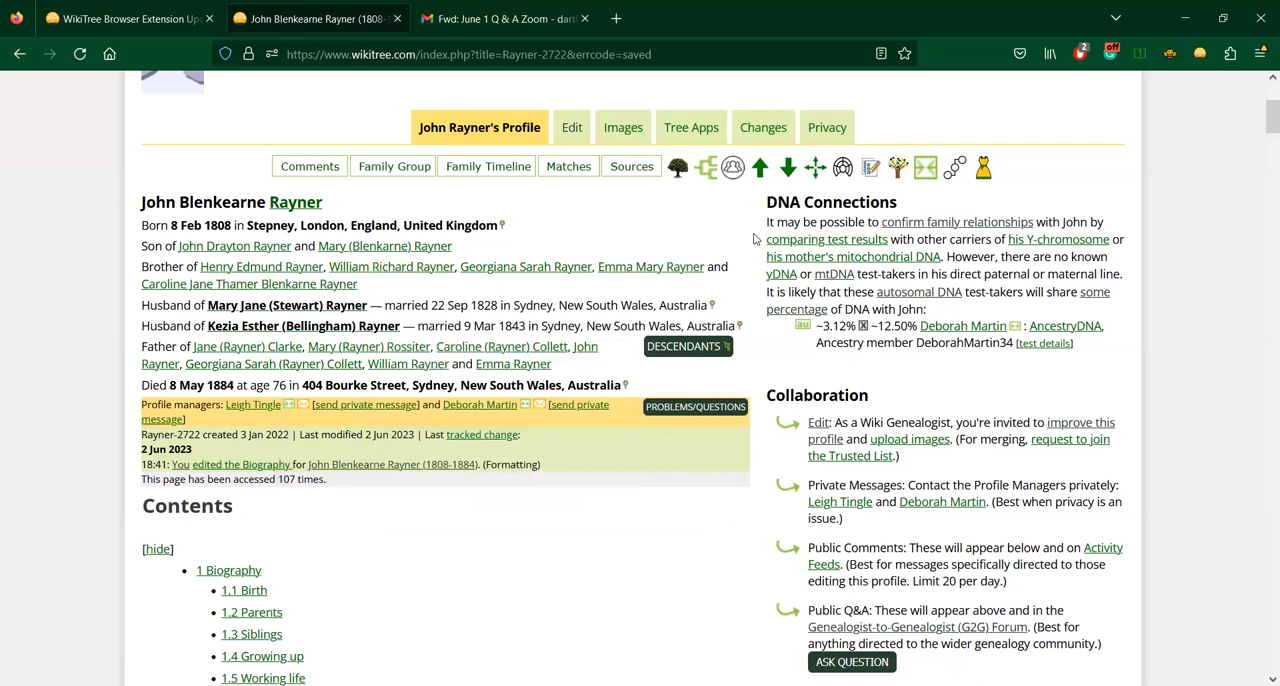 WikiTree Browser Extension Up
John Blenkearne Rayner (1808-
Fwd: June 1 Q & A Zoom - dart
https://www.wikitree.com/index.php?title=Rayner-2722&errcode=saved
2
off
John Rayner's Profile
Edit
Images
Tree Apps
Changes
Privacy
Comments
Family Group
Family Timeline
Matches
Sources
John Blenkearne Rayner
Born 8 Feb 1808 in Stepney, London, England, United Kingdom
Son of John Drayton Rayner and Mary (Blenkarne) Rayner
Brother of Henry Edmund Rayner, William Richard Rayner, Georgiana Sarah Rayner, Emma Mary Rayner and
Caroline Jane Thamer Blenkarne Rayner
Husband of Mary Jane (Stewart) Rayner — married 22 Sep 1828 in Sydney, New South Wales, Australia
Husband of Kezia Esther (Bellingham) Rayner — married 9 Mar 1843 in Sydney, New South Wales, Australia
Father of Jane (Rayner) Clarke, Mary (Rayner) Rossiter, Caroline (Rayner) Collett, John
Rayner, Georgiana Sarah (Rayner) Collett, William Rayner and Emma Rayner
DESCENDANTS
Died 8 May 1884 at age 76 in 404 Bourke Street, Sydney, New South Wales, Australia
Profile managers: Leigh Tingle [send private message] and Deborah Martin [send private
message]
PROBLEMS/QUESTIONS
Rayner-2722 created 3 Jan 2022 | Last modified 2 Jun 2023 | Last tracked change:
2 Jun 2023
18:41: You edited the Biography for John Blenkearne Rayner (1808-1884). (Formatting)
This page has been accessed 107 times.
Contents
[hide]
1 Biography
1.1 Birth
1.2 Parents
1.3 Siblings
1.4 Growing up
1.5 Working life
DNA Connections
It may be possible to confirm family relationships with John by
comparing test results with other carriers of his Y-chromosome or
his mother's mitochondrial DNA. However, there are no known
yDNA or mtDNA test-takers in his direct paternal or maternal line.
It is likely that these autosomal DNA test-takers will share some
percentage of DNA with John:
au ~3.12% ~12.50% Deborah Martin : AncestryDNA,
Ancestry member DeborahMartin34 [test details]
Collaboration
Edit: As a Wiki Genealogist, you're invited to improve this
profile and upload images. (For merging, request to join
the Trusted List.)
Private Messages: Contact the Profile Managers privately:
Leigh Tingle and Deborah Martin. (Best when privacy is an
issue.)
Public Comments: These will appear below and on Activity
Feeds. (Best for messages specifically directed to those
editing this profile. Limit 20 per day.)
Public Q&A: These will appear above and in the
Genealogist-to-Genealogist (G2G) Forum. (Best for
anything directed to the wider genealogy community.)
ASK QUESTION